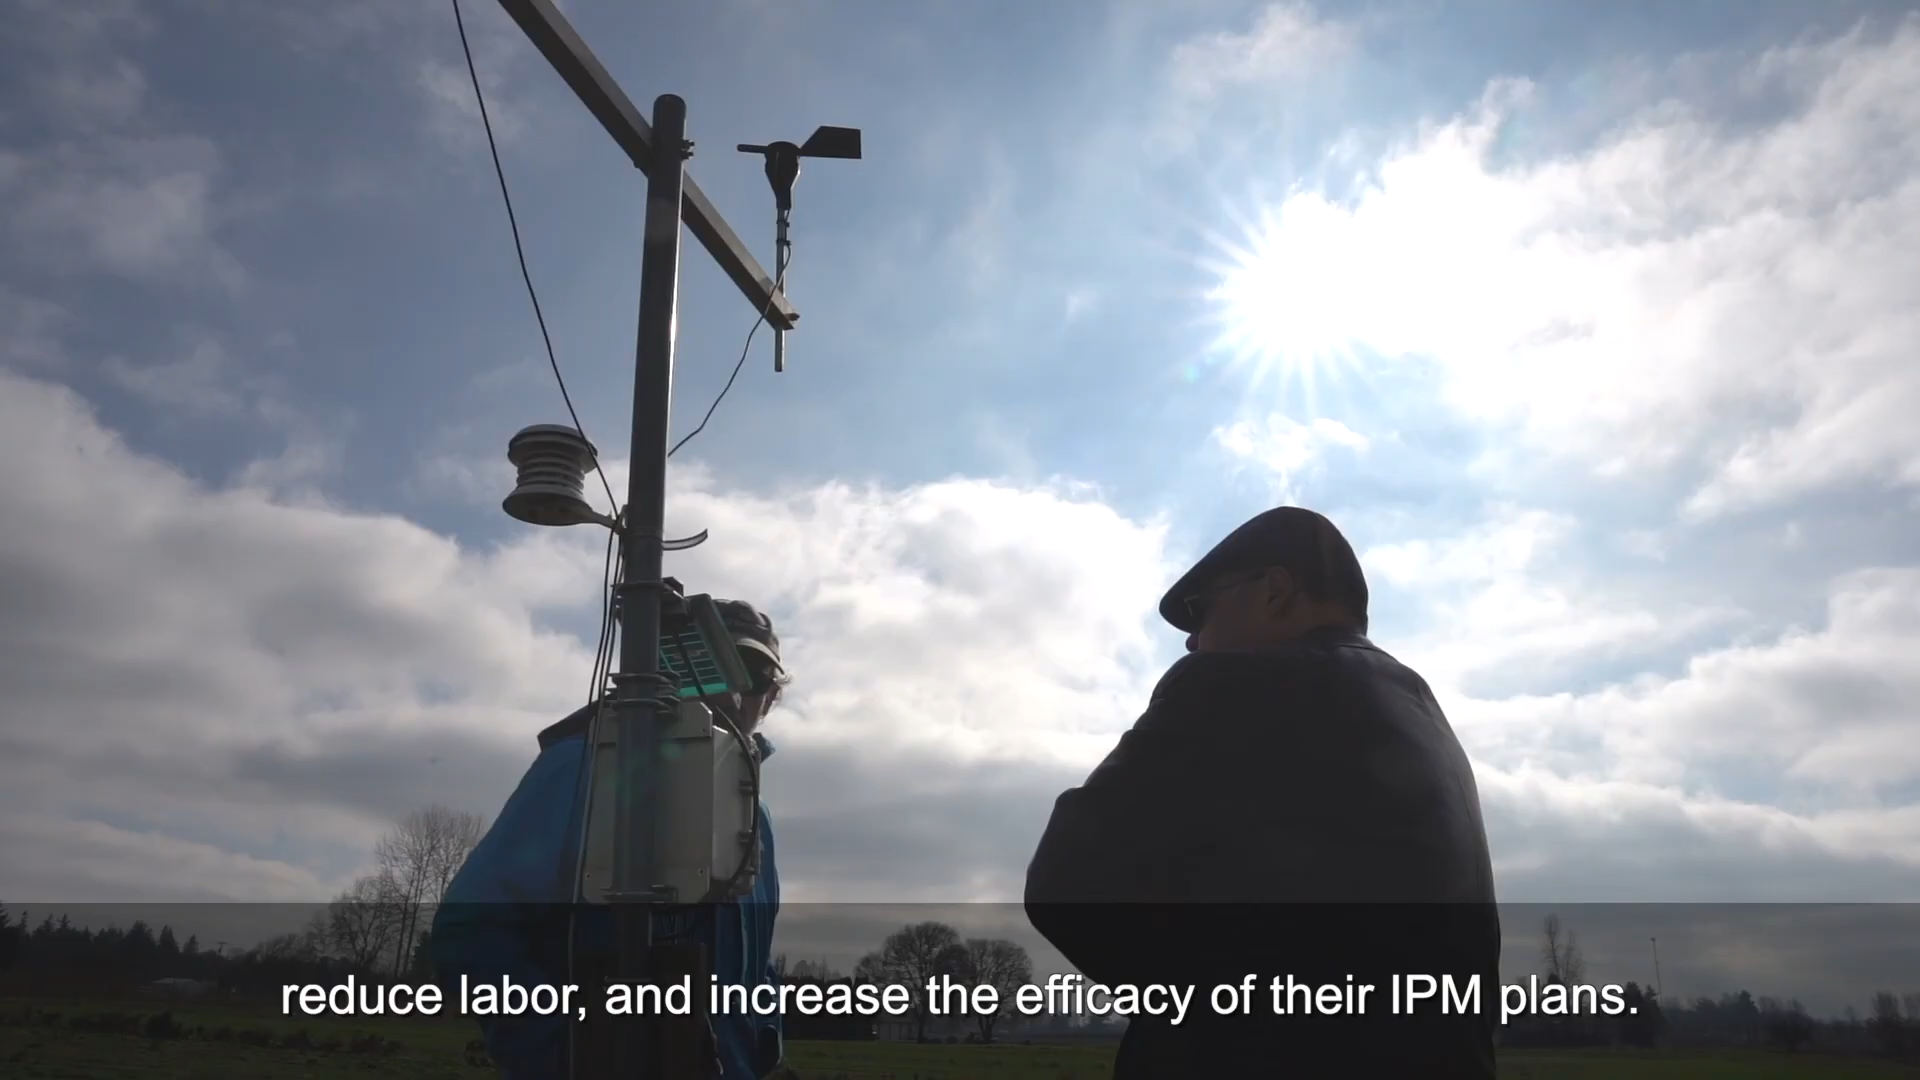 reduce labor, and increase the efficacy of their IPM plans.